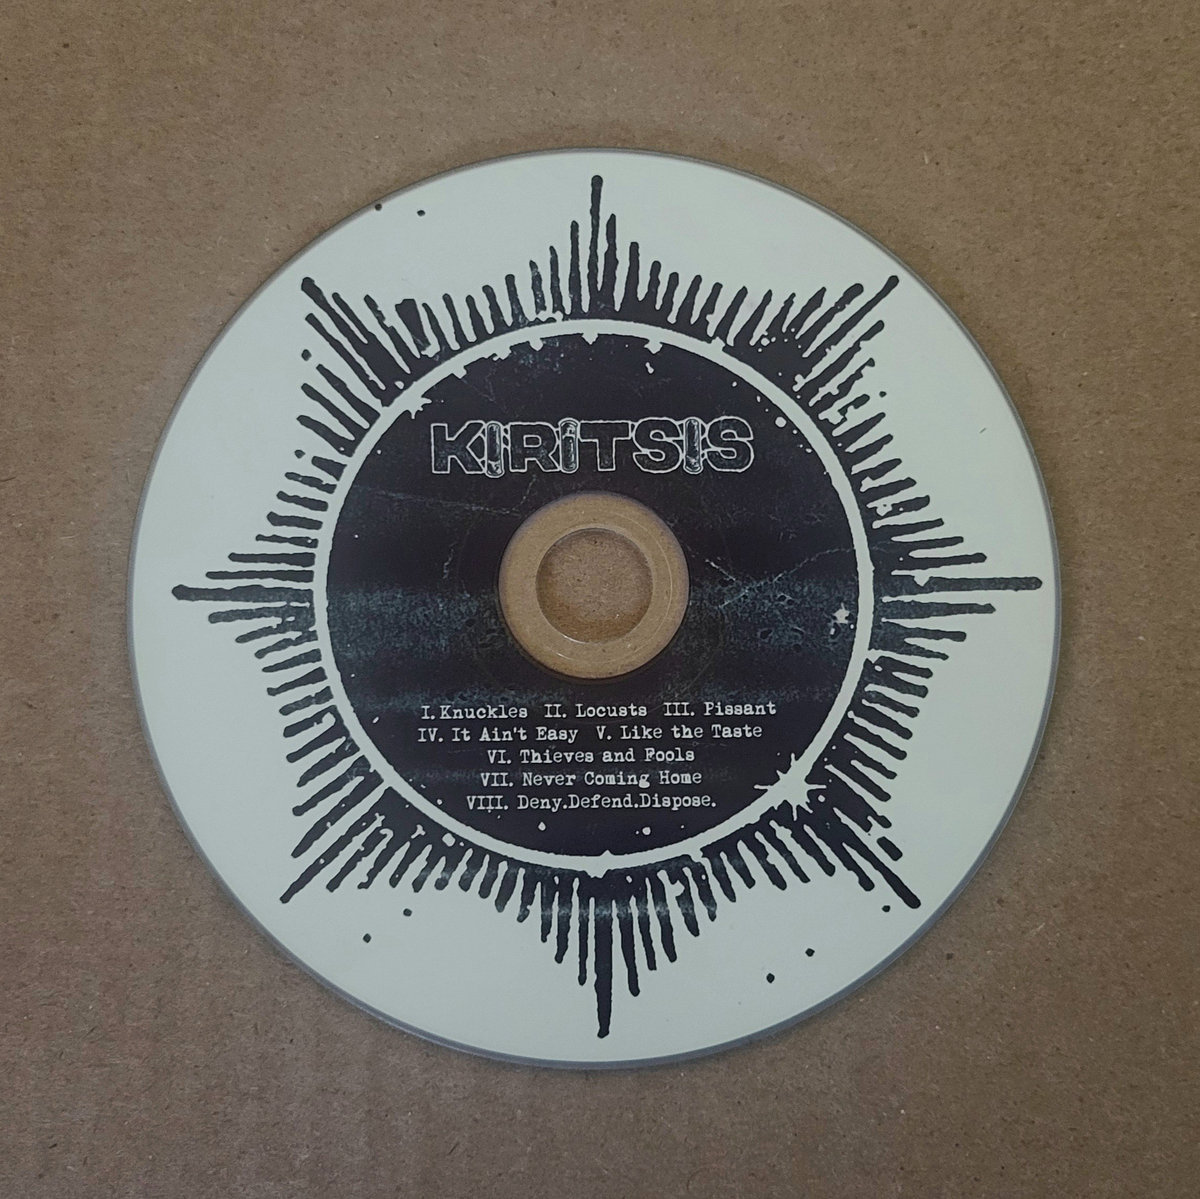 KIRITSIS
I. Knuckles II. Locusts III. Pissant
IV. It Ain't Easy V. Like the Taste
VI. Thieves and Fools
VII. Never Coming Home
VIII. Deny.Defend.Dispose.